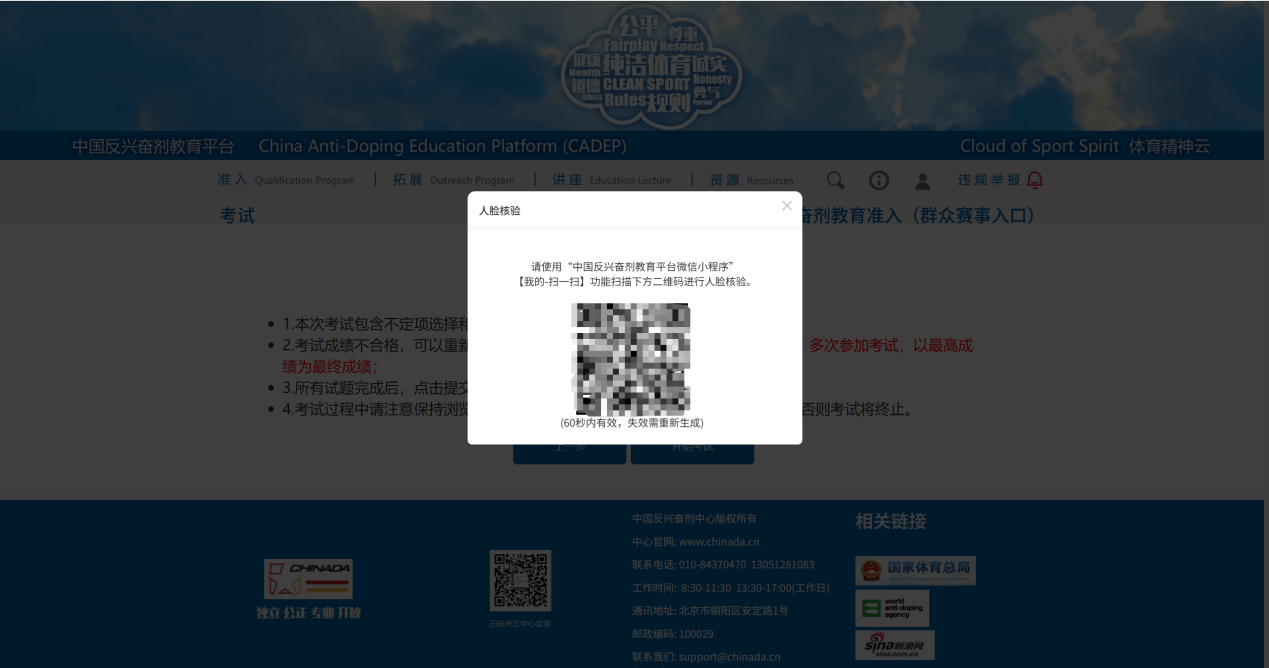 公平 尊重
Fairplay Respect
健康 纯洁体育 诚实
Health CLEAN SPORT Honesty
道德 勇气
Ethics Rules 规则 Courage
中国反兴奋剂教育平台 China Anti-Doping Education Platform (CADEP) Cloud of Sport Spirit 体育精神云
准入 Qualification Program | 拓展 Outreach Program | 讲座 Education Lecture | 资源 Resources 违规举报
考试 奋剂教育准入（群众赛事入口）
人脸核验
请使用“中国反兴奋剂教育平台微信小程序”
【我的-扫一扫】功能扫描下方二维码进行人脸核验。
(60秒内有效，失效需重新生成)
1.本次考试包含不定项选择和
2.考试成绩不合格，可以重新 多次参加考试，以最高成
绩为最终成绩；
3.所有试题完成后，点击提交
4.考试过程中请注意保持浏览 否则考试将终止。
上一步 开始考试
CHINADA
独立 公正 专业 开放
扫码关注中心官微
中国反兴奋剂中心版权所有
中心官网: www.chinada.cn
联系电话: 010-84370470 13051281083
工作时间: 8:30-11:30 13:30-17:00(工作日)
通讯地址: 北京市朝阳区安定路1号
邮政编码: 100029
联系我们: support@chinada.cn
相关链接
国家体育总局
world
anti-doping
agency
sina新浪网
sina.com.cn